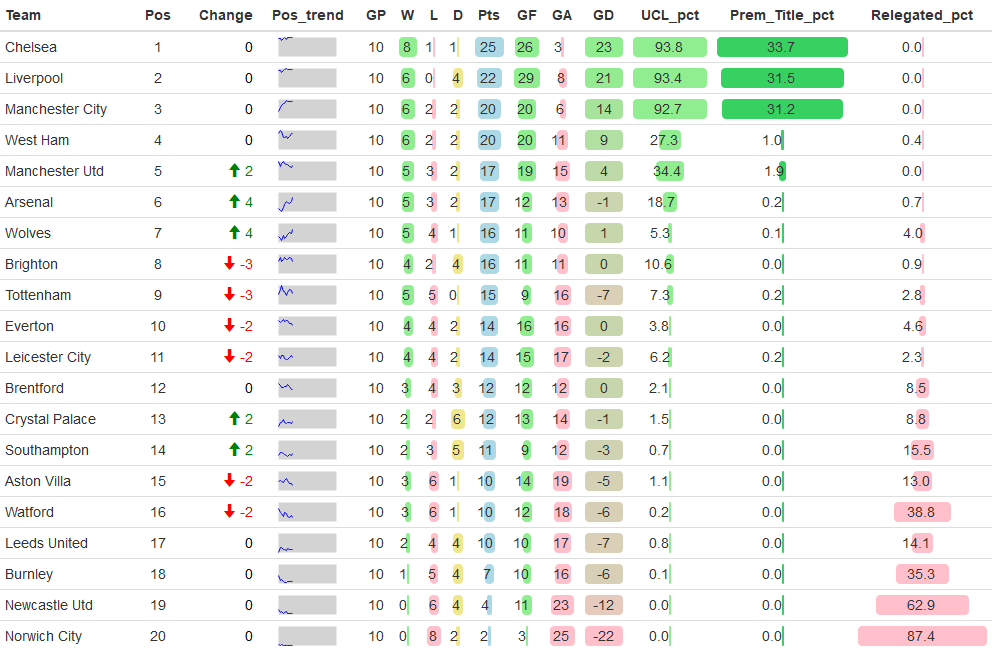 Team Pos Change Pos_trend GP W L D Pts GF GA GD UCL_pct Prem_Title_pct Relegated_pct
Chelsea 1 0 10 8 1 1 25 26 3 23 93.8 33.7 0.0
Liverpool 2 0 10 6 0 4 22 29 8 21 93.4 31.5 0.0
Manchester City 3 0 10 6 2 2 20 20 6 14 92.7 31.2 0.0
West Ham 4 0 10 6 2 2 20 20 11 9 27.3 1.0 0.4
Manchester Utd 5 2 10 5 3 2 17 19 15 4 34.4 1.9 0.0
Arsenal 6 4 10 5 3 2 17 12 13 -1 18.7 0.2 0.7
Wolves 7 4 10 5 4 1 16 11 10 1 5.3 0.1 4.0
Brighton 8 -3 10 4 2 4 16 11 11 0 10.6 0.0 0.9
Tottenham 9 -3 10 5 5 0 15 9 16 -7 7.3 0.2 2.8
Everton 10 -2 10 4 4 2 14 16 16 0 3.8 0.0 4.6
Leicester City 11 -2 10 4 4 2 14 15 17 -2 6.2 0.2 2.3
Brentford 12 0 10 3 4 3 12 12 12 0 2.1 0.0 8.5
Crystal Palace 13 2 10 2 2 6 12 13 14 -1 1.5 0.0 8.8
Southampton 14 2 10 2 3 5 11 9 12 -3 0.7 0.0 15.5
Aston Villa 15 -2 10 3 6 1 10 14 19 -5 1.1 0.0 13.0
Watford 16 -2 10 3 6 1 10 12 18 -6 0.2 0.0 38.8
Leeds United 17 0 10 2 4 4 10 10 17 -7 0.8 0.0 14.1
Burnley 18 0 10 1 5 4 7 10 16 -6 0.1 0.0 35.3
Newcastle Utd 19 0 10 0 6 4 4 11 23 -12 0.0 0.0 62.9
Norwich City 20 0 10 0 8 2 2 3 25 -22 0.0 0.0 87.4